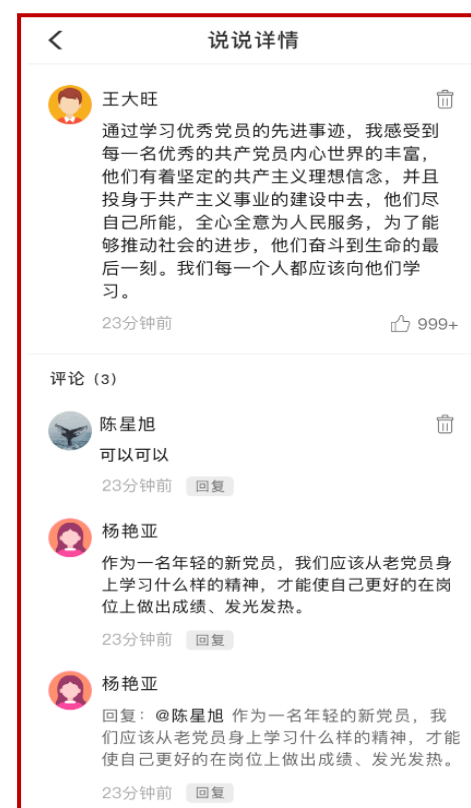 说说详情
王大旺
通过学习优秀党员的先进事迹，我感受到
每一名优秀的共产党员内心世界的丰富，
他们有着坚定的共产主义理想信念，并且
投身于共产主义事业的建设中去，他们尽
自己所能，全心全意为人民服务，为了能
够推动社会的进步，他们奋斗到生命的最
后一刻。我们每一个人都应该向他们学
习。
23分钟前 999+
评论（3）
陈星旭
可以可以
23分钟前 回复
杨艳亚
作为一名年轻的新党员，我们应该从老党员身
上学习什么样的精神，才能使自己更好的在岗
位上做出成绩、发光发热。
23分钟前 回复
杨艳亚
回复：@陈星旭 作为一名年轻的新党员，我
们应该从老党员身上学习什么样的精神，才能
使自己更好的在岗位上做出成绩、发光发热。
23分钟前 回复